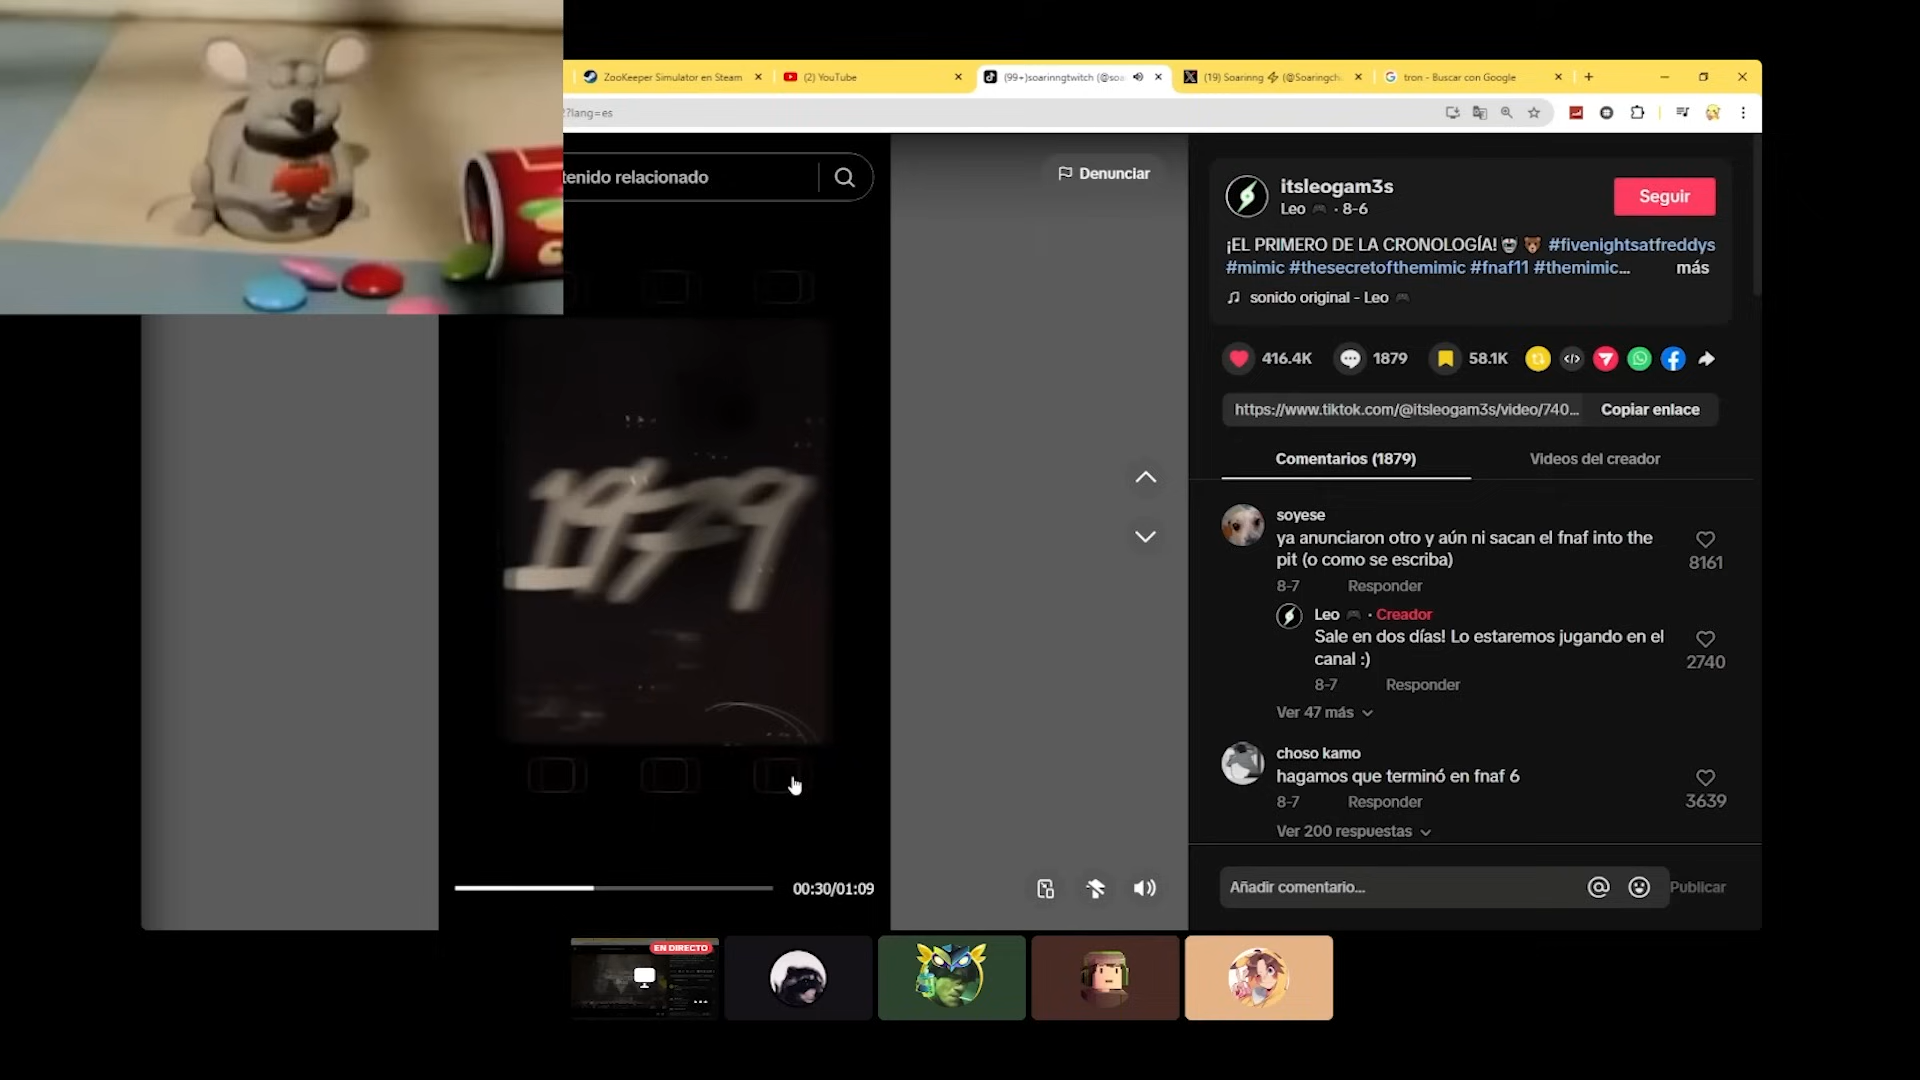 ZooKeeper Simulator en Steam
(2) YouTube
(99+)soarinngtwitch (@soa
(19) Soarinng ⚡ (@Soaringch
tron - Buscar con Google
?lang=es
tenido relacionado
Denunciar
itsleogam3s
Leo 🎮 · 8-6
Seguir
¡EL PRIMERO DE LA CRONOLOGÍA! 💀 🐻 #fivenightsatfreddys
#mimic #thesecretofthemimic #fnaf11 #themimic... más
sonido original - Leo 🎮
416.4K
1879
58.1K
https://www.tiktok.com/@itsleogam3s/video/740...
Copiar enlace
Comentarios (1879)
Videos del creador
soyese
ya anunciaron otro y aún ni sacan el fnaf into the
pit (o como se escriba)
8161
8-7 Responder
Leo 🎮 · Creador
Sale en dos días! Lo estaremos jugando en el
canal :)
2740
8-7 Responder
Ver 47 más
choso kamo
hagamos que terminó en fnaf 6
3639
8-7 Responder
Ver 200 respuestas
00:30/01:09
Añadir comentario...
Publicar
EN DIRECTO